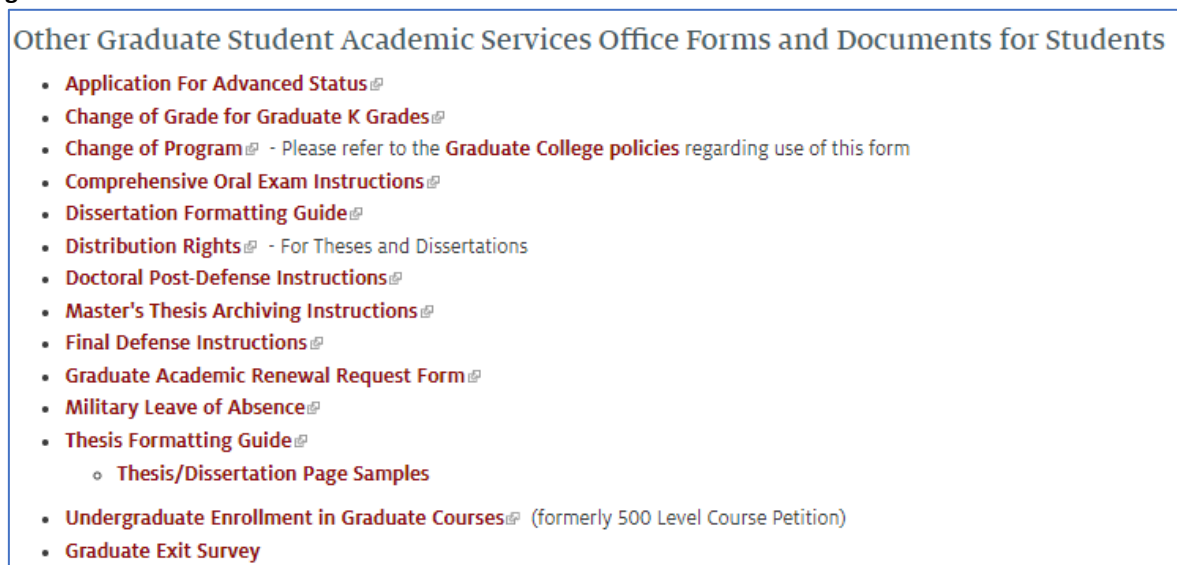 Other Graduate Student Academic Services Office Forms and Documents for Students
• Application For Advanced Status
• Change of Grade for Graduate K Grades
• Change of Program - Please refer to the Graduate College policies regarding use of this form
• Comprehensive Oral Exam Instructions
• Dissertation Formatting Guide
• Distribution Rights - For Theses and Dissertations
• Doctoral Post-Defense Instructions
• Master's Thesis Archiving Instructions
• Final Defense Instructions
• Graduate Academic Renewal Request Form
• Military Leave of Absence
• Thesis Formatting Guide
◦ Thesis/Dissertation Page Samples
• Undergraduate Enrollment in Graduate Courses (formerly 500 Level Course Petition)
• Graduate Exit Survey